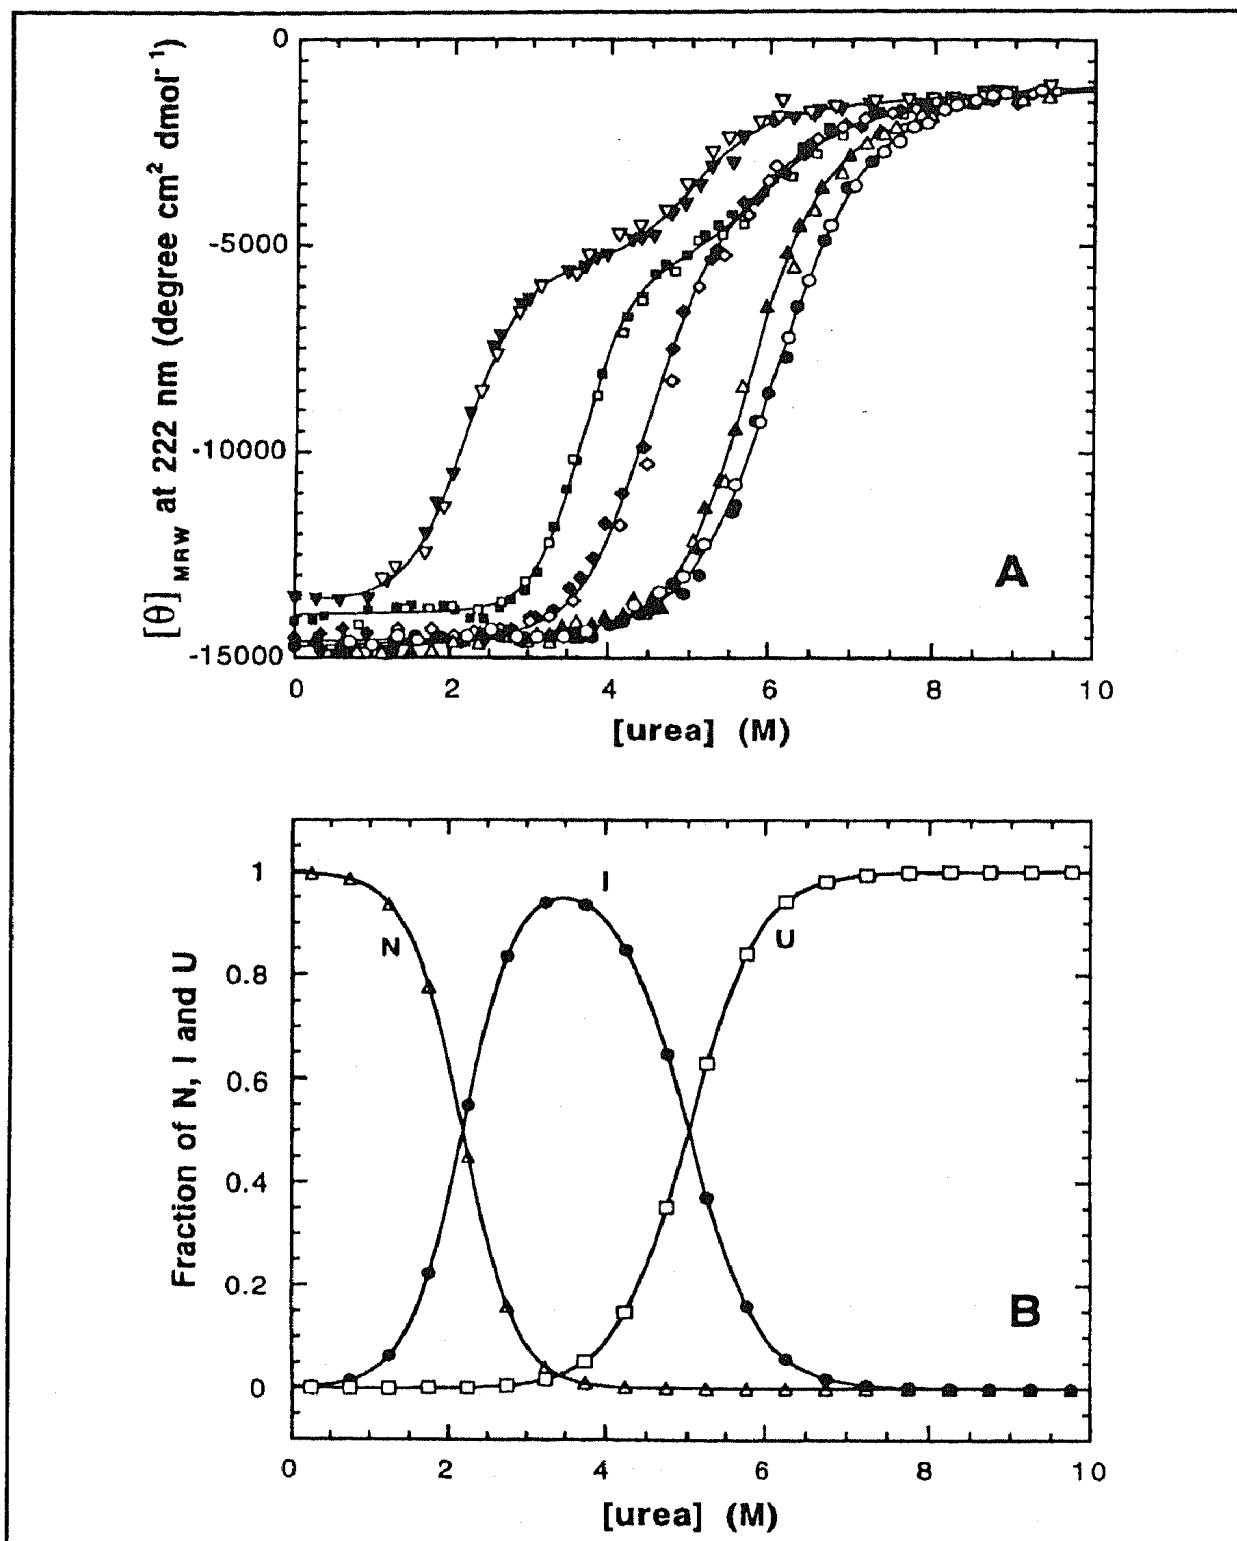 [θ]MRW at 222 nm (degree cm² dmol⁻¹)
0
-5000
-10000
-15000
A
0 2 4 6 8 10
[urea] (M)
Fraction of N, I and U
1
0.8
0.6
0.4
0.2
0
N
I
U
B
0 2 4 6 8 10
[urea] (M)